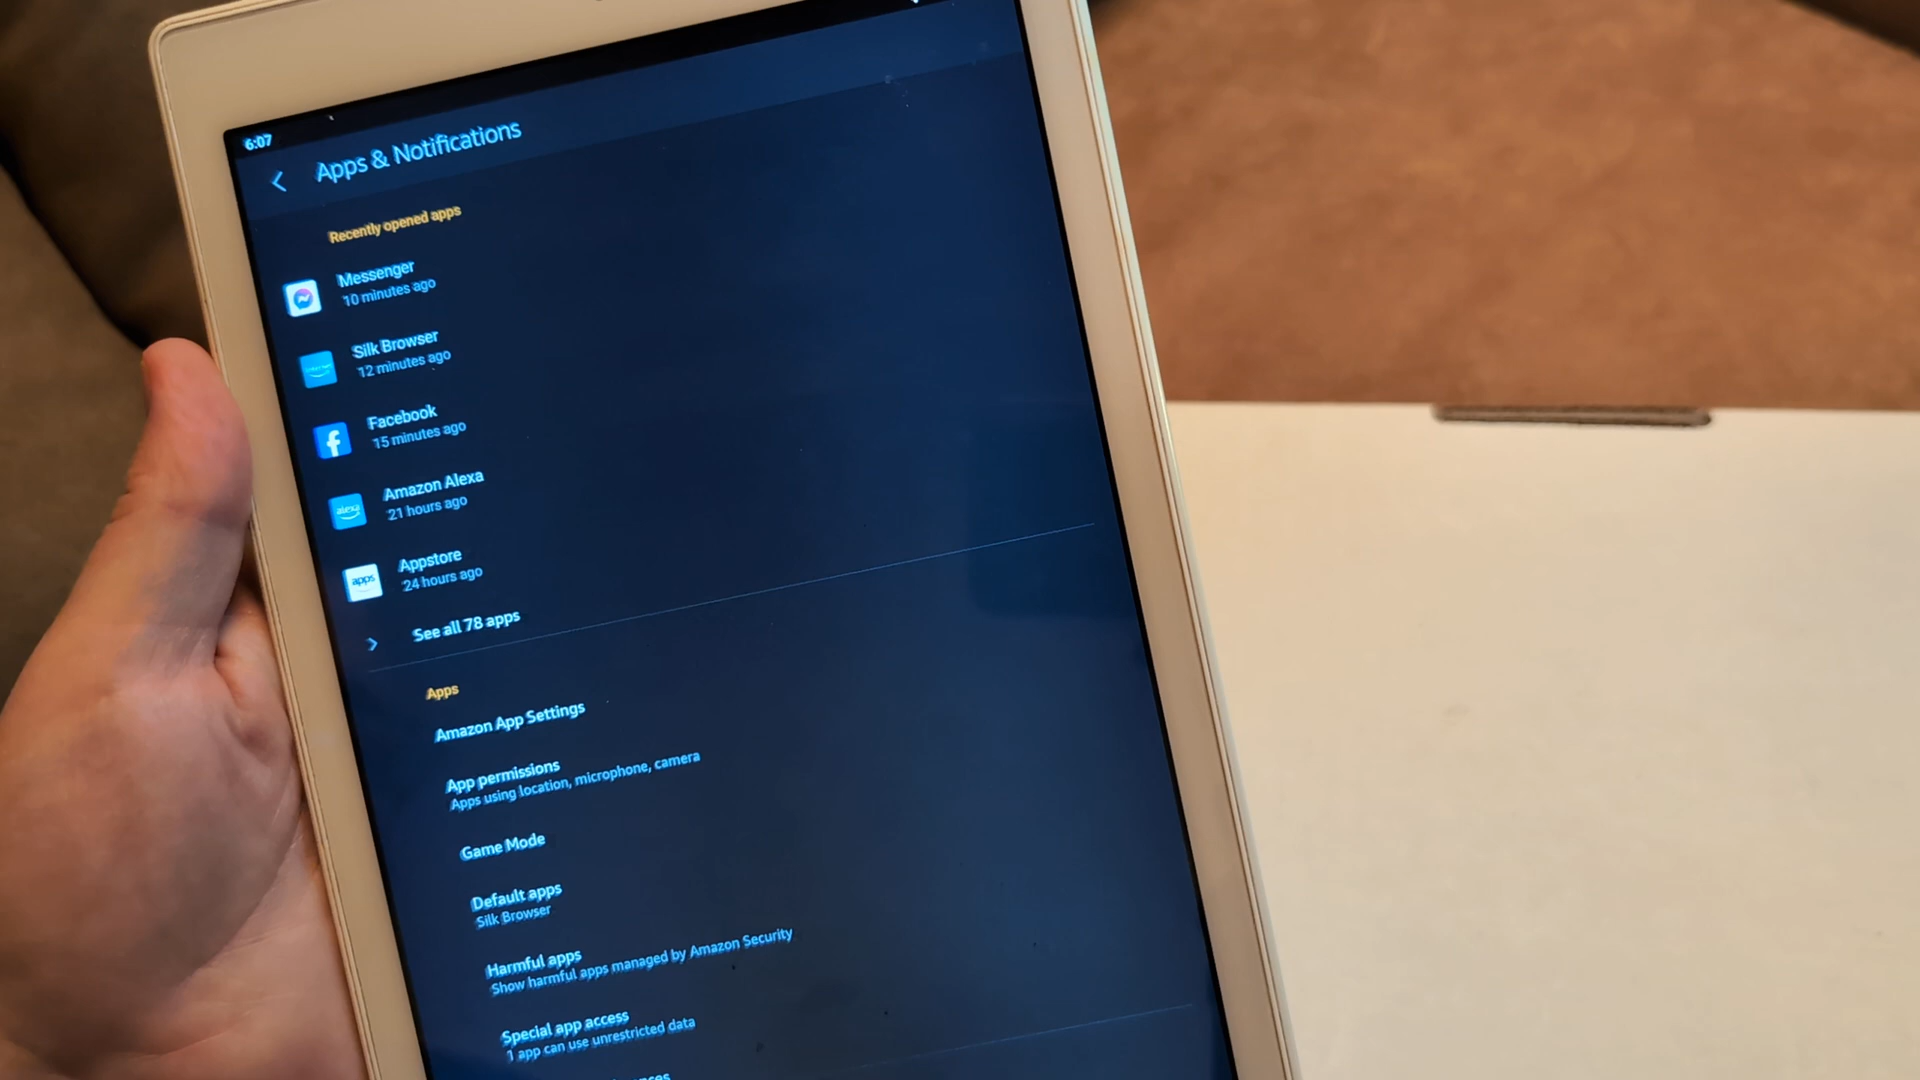 6:07
Apps & Notifications
Recently opened apps
Messenger
10 minutes ago
Silk Browser
12 minutes ago
Facebook
15 minutes ago
alexa
Amazon Alexa
21 hours ago
apps
Appstore
24 hours ago
See all 78 apps
Apps
Amazon App Settings
App permissions
Apps using location, microphone, camera
Game Mode
Default apps
Silk Browser
Harmful apps
Show harmful apps managed by Amazon Security
Special app access
1 app can use unrestricted data